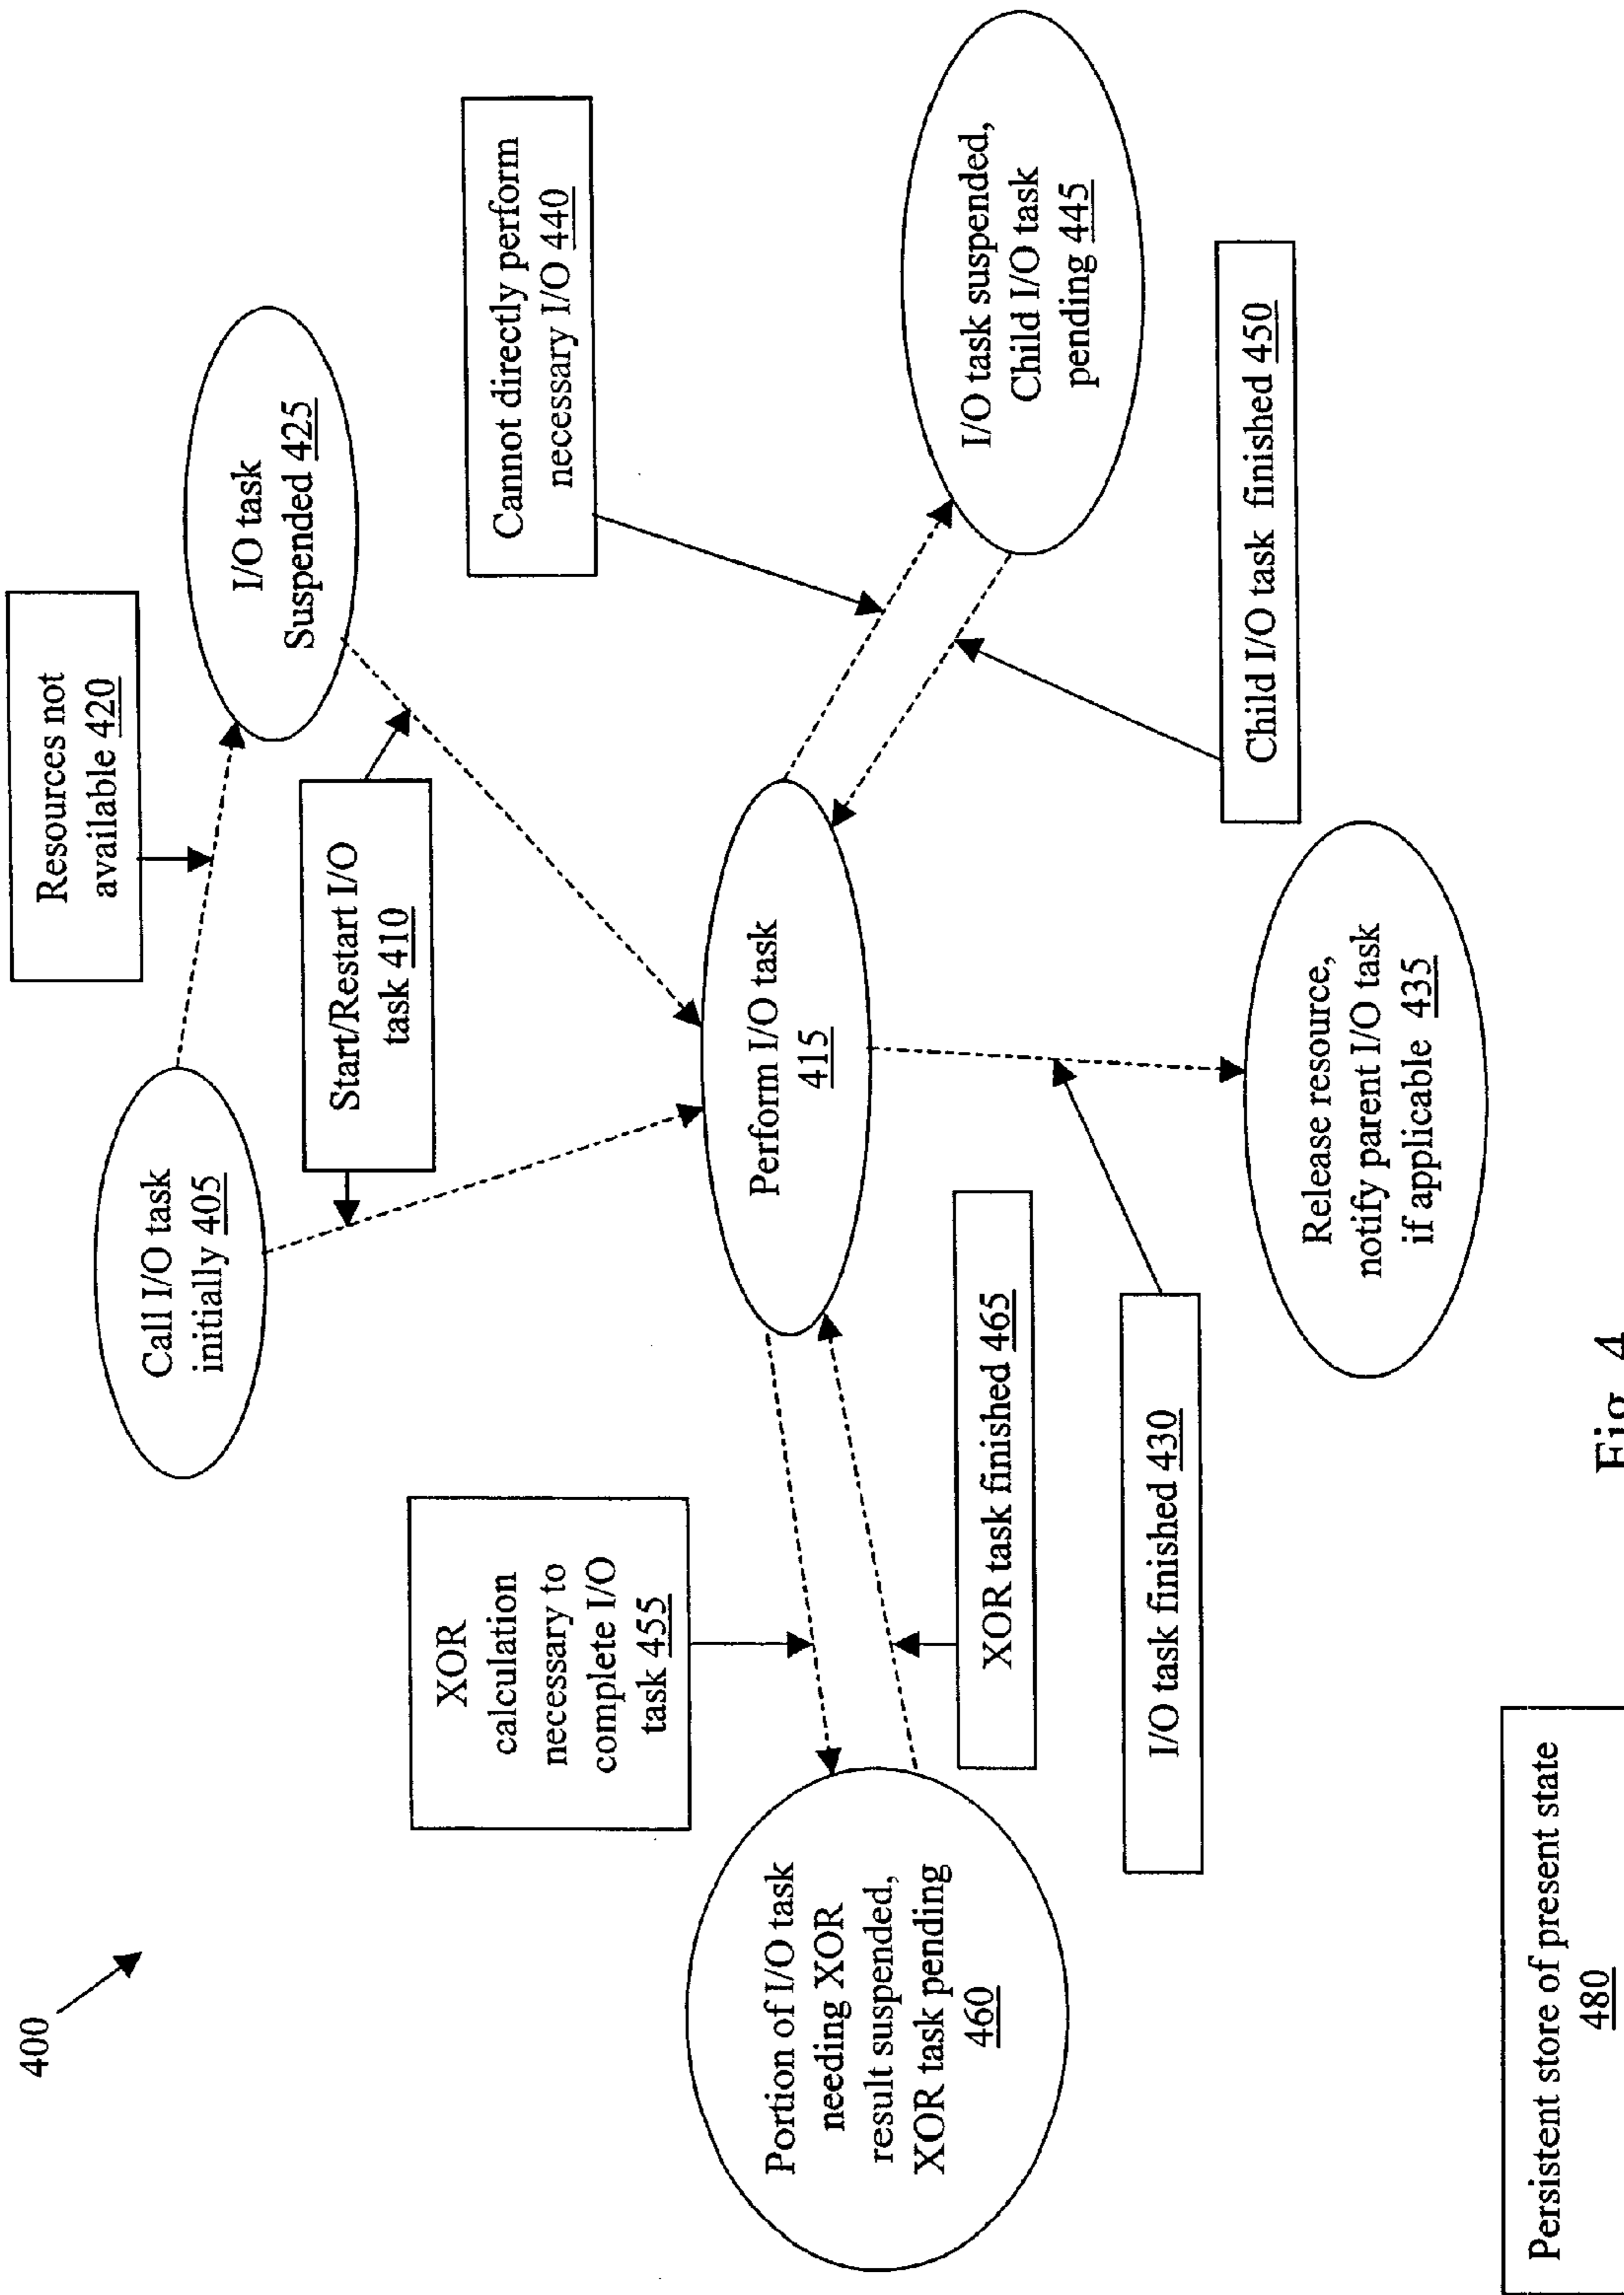 400
Resources not
available 420
Call I/O task
initially 405
I/O task
Suspended 425
Start/Restart I/O
task 410
XOR
calculation
necessary to
complete I/O
task 455
Cannot directly perform
necessary I/O 440
Portion of I/O task
needing XOR
result suspended,
XOR task pending
460
Perform I/O task
415
I/O task suspended,
Child I/O task
pending 445
XOR task finished 465
I/O task finished 430
Child I/O task finished 450
Release resource,
notify parent I/O task
if applicable 435
Persistent store of present state
480
Fig. 4